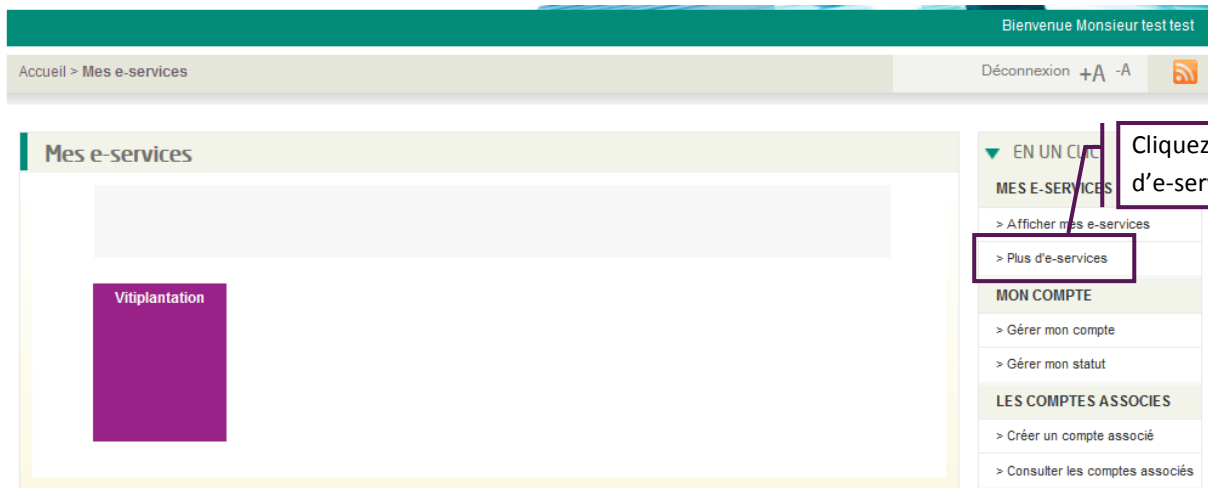 Bienvenue Monsieur test test
Accueil > Mes e-services
Déconnexion +A -A
Mes e-services
Vitiplantation
EN UN CLIC
Cliquez
d’e-ser
MES E-SERVICES
> Afficher mes e-services
> Plus d'e-services
MON COMPTE
> Gérer mon compte
> Gérer mon statut
LES COMPTES ASSOCIES
> Créer un compte associé
> Consulter les comptes associés